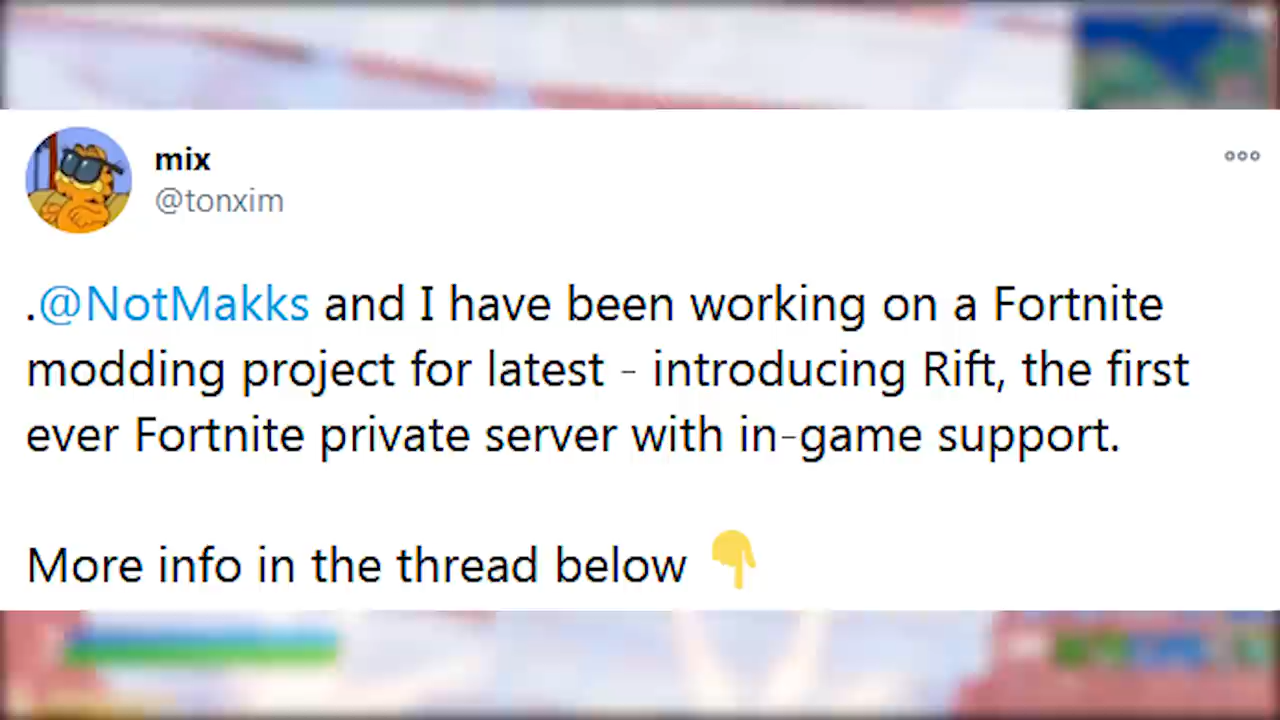 mix
@tonxim
.@NotMakks and I have been working on a Fortnite
modding project for latest - introducing Rift, the first
ever Fortnite private server with in-game support.
More info in the thread below 👇